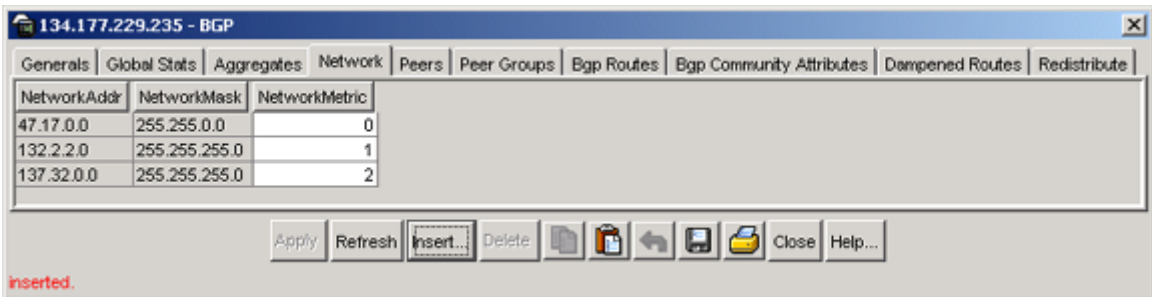 134.177.229.235 - BGP
Generals Global Stats Aggregates Network Peers Peer Groups Bgp Routes Bgp Community Attributes Dampened Routes Redistribute
NetworkAddr NetworkMask NetworkMetric
47.17.0.0 255.255.0.0 0
132.2.2.0 255.255.255.0 1
137.32.0.0 255.255.255.0 2
Apply Refresh Insert... Delete Close Help...
inserted.